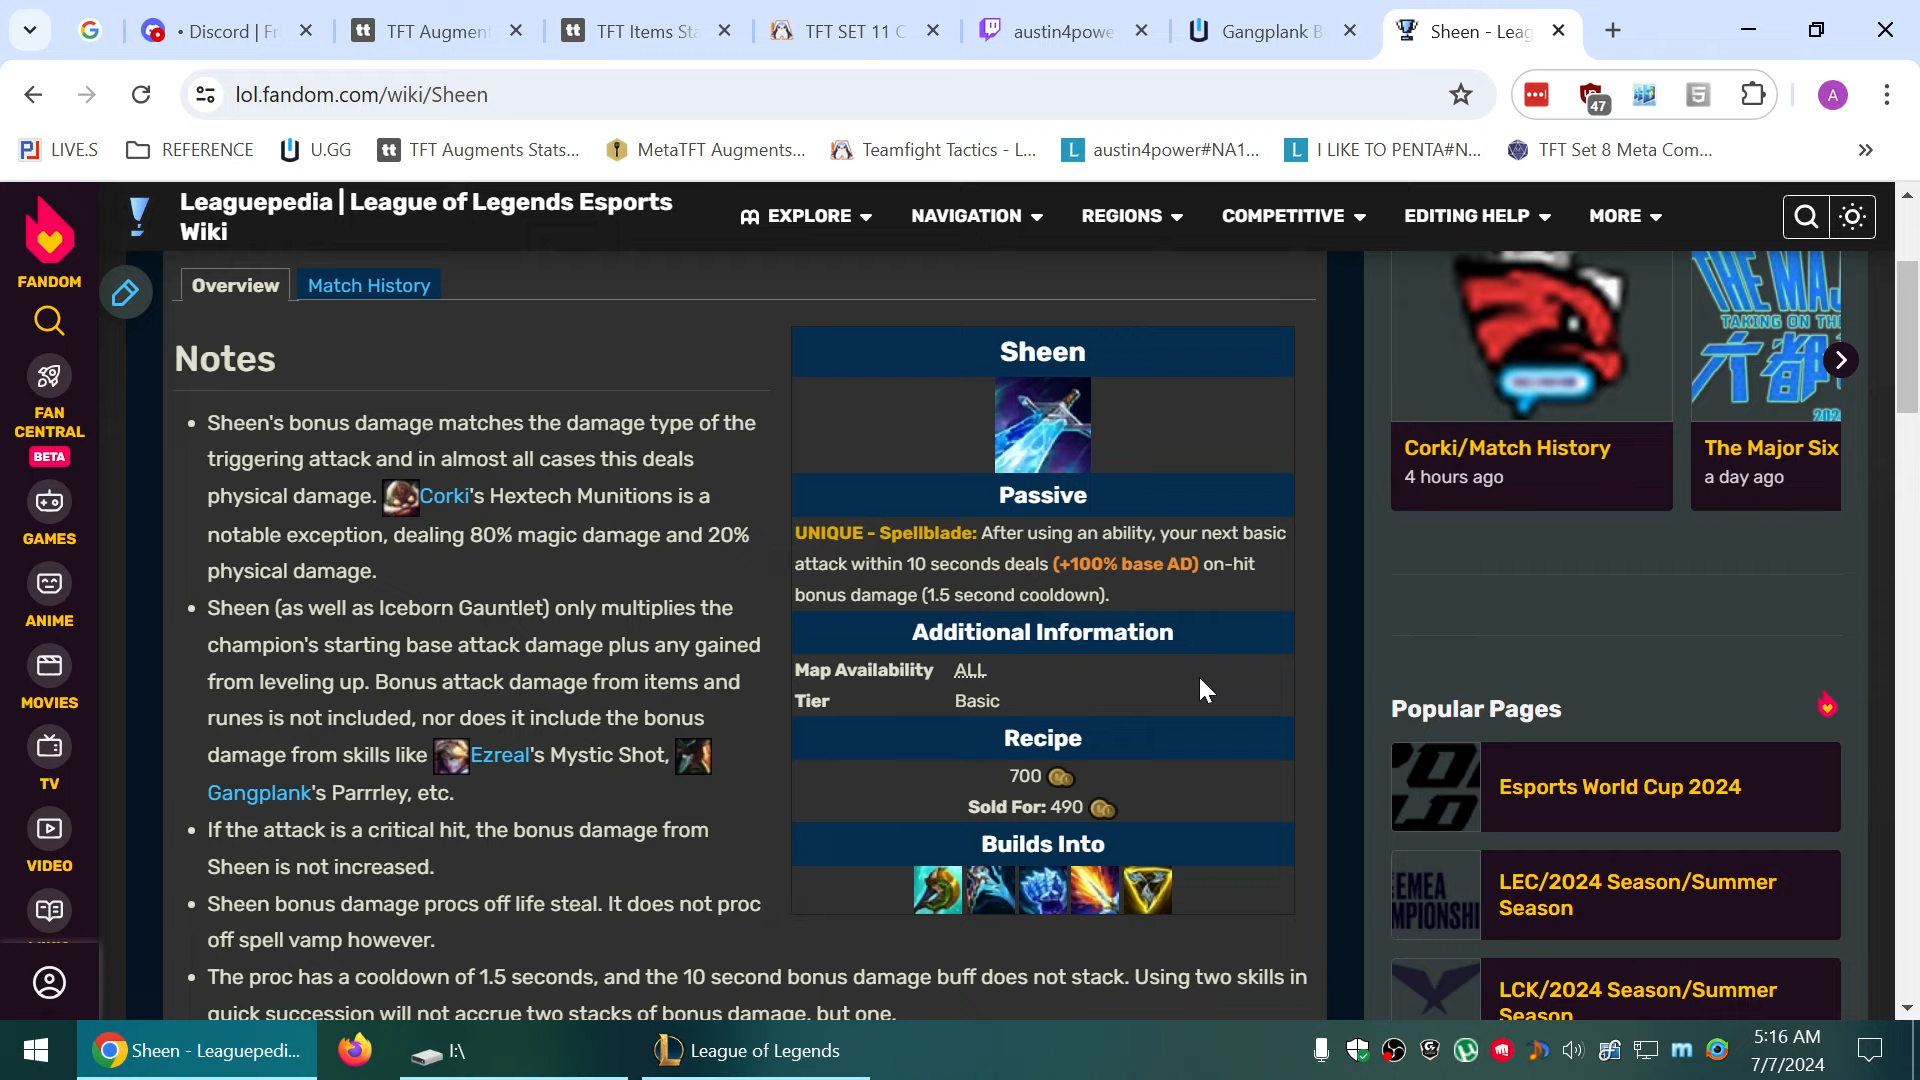 • Discord | Fr
TFT Augment
TFT Items Sta
TFT SET 11 C
austin4powe
Gangplank B
Sheen - Leag
lol.fandom.com/wiki/Sheen
47
A
LIVE.S
REFERENCE
U.GG
TFT Augments Stats...
MetaTFT Augments...
Teamfight Tactics - L...
austin4power#NA1...
I LIKE TO PENTA#N...
TFT Set 8 Meta Com...
»
Leaguepedia | League of Legends Esports
Wiki
EXPLORE
NAVIGATION
REGIONS
COMPETITIVE
EDITING HELP
MORE
FANDOM
FAN
CENTRAL
BETA
GAMES
ANIME
MOVIES
TV
VIDEO
Overview
Match History
Notes
• Sheen's bonus damage matches the damage type of the
triggering attack and in almost all cases this deals
physical damage. Corki's Hextech Munitions is a
notable exception, dealing 80% magic damage and 20%
physical damage.
• Sheen (as well as Iceborn Gauntlet) only multiplies the
champion's starting base attack damage plus any gained
from leveling up. Bonus attack damage from items and
runes is not included, nor does it include the bonus
damage from skills like Ezreal's Mystic Shot,
Gangplank's Parrrley, etc.
• If the attack is a critical hit, the bonus damage from
Sheen is not increased.
• Sheen bonus damage procs off life steal. It does not proc
off spell vamp however.
• The proc has a cooldown of 1.5 seconds, and the 10 second bonus damage buff does not stack. Using two skills in
quick succession will not accrue two stacks of bonus damage, but one.
Sheen
Passive
UNIQUE - Spellblade: After using an ability, your next basic
attack within 10 seconds deals (+100% base AD) on-hit
bonus damage (1.5 second cooldown).
Additional Information
Map Availability ALL
Tier Basic
Recipe
700
Sold For: 490
Builds Into
THE MA
TAKING ON TH
六都
202
Corki/Match History
4 hours ago
The Major Six
a day ago
Popular Pages
Esports World Cup 2024
EMEA
MPIONSHI
LEC/2024 Season/Summer
Season
LCK/2024 Season/Summer
Season
Sheen - Leaguepedi...
I:\
League of Legends
5:16 AM
7/7/2024